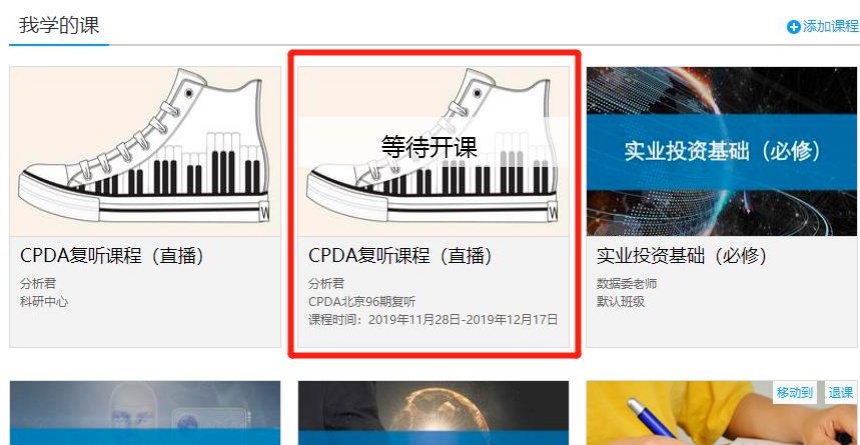 我学的课
添加课程
等待开课
实业投资基础（必修）
W
W
CPDA复听课程（直播）
分析君
科研中心
CPDA复听课程（直播）
分析君
CPDA北京96期复听
课程时间：2019年11月28日-2019年12月17日
实业投资基础（必修）
数据委老师
默认班级
移动到
退课